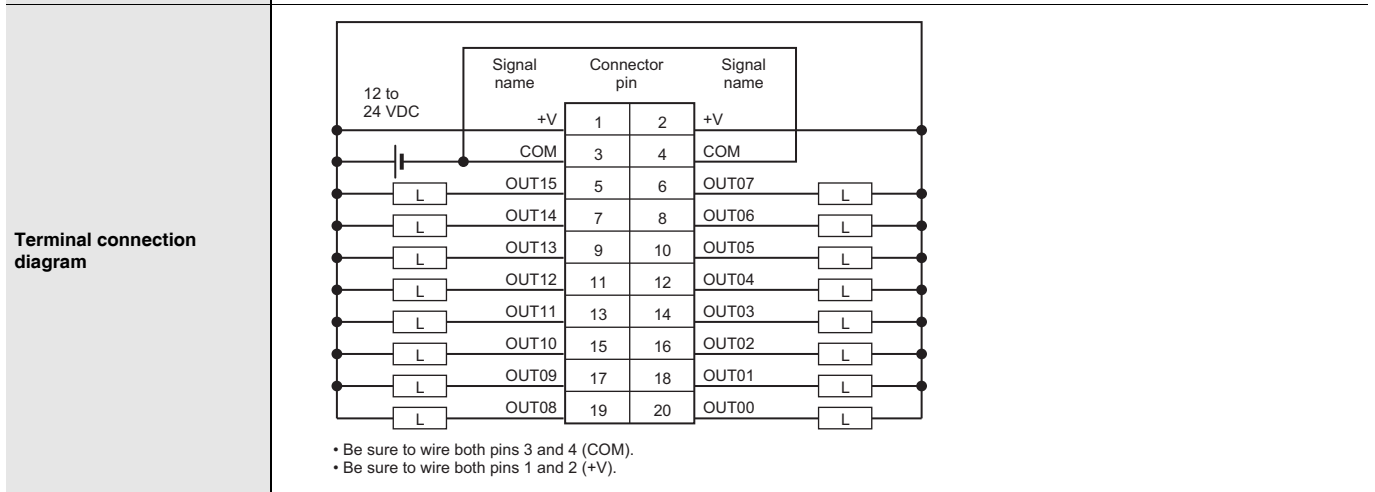 Terminal connection
diagram
Signal name Connector pin Signal name
12 to
24 VDC
+V 1 2 +V
COM 3 4 COM
L OUT15 5 6 OUT07 L
L OUT14 7 8 OUT06 L
L OUT13 9 10 OUT05 L
L OUT12 11 12 OUT04 L
L OUT11 13 14 OUT03 L
L OUT10 15 16 OUT02 L
L OUT09 17 18 OUT01 L
L OUT08 19 20 OUT00 L
• Be sure to wire both pins 3 and 4 (COM).
• Be sure to wire both pins 1 and 2 (+V).